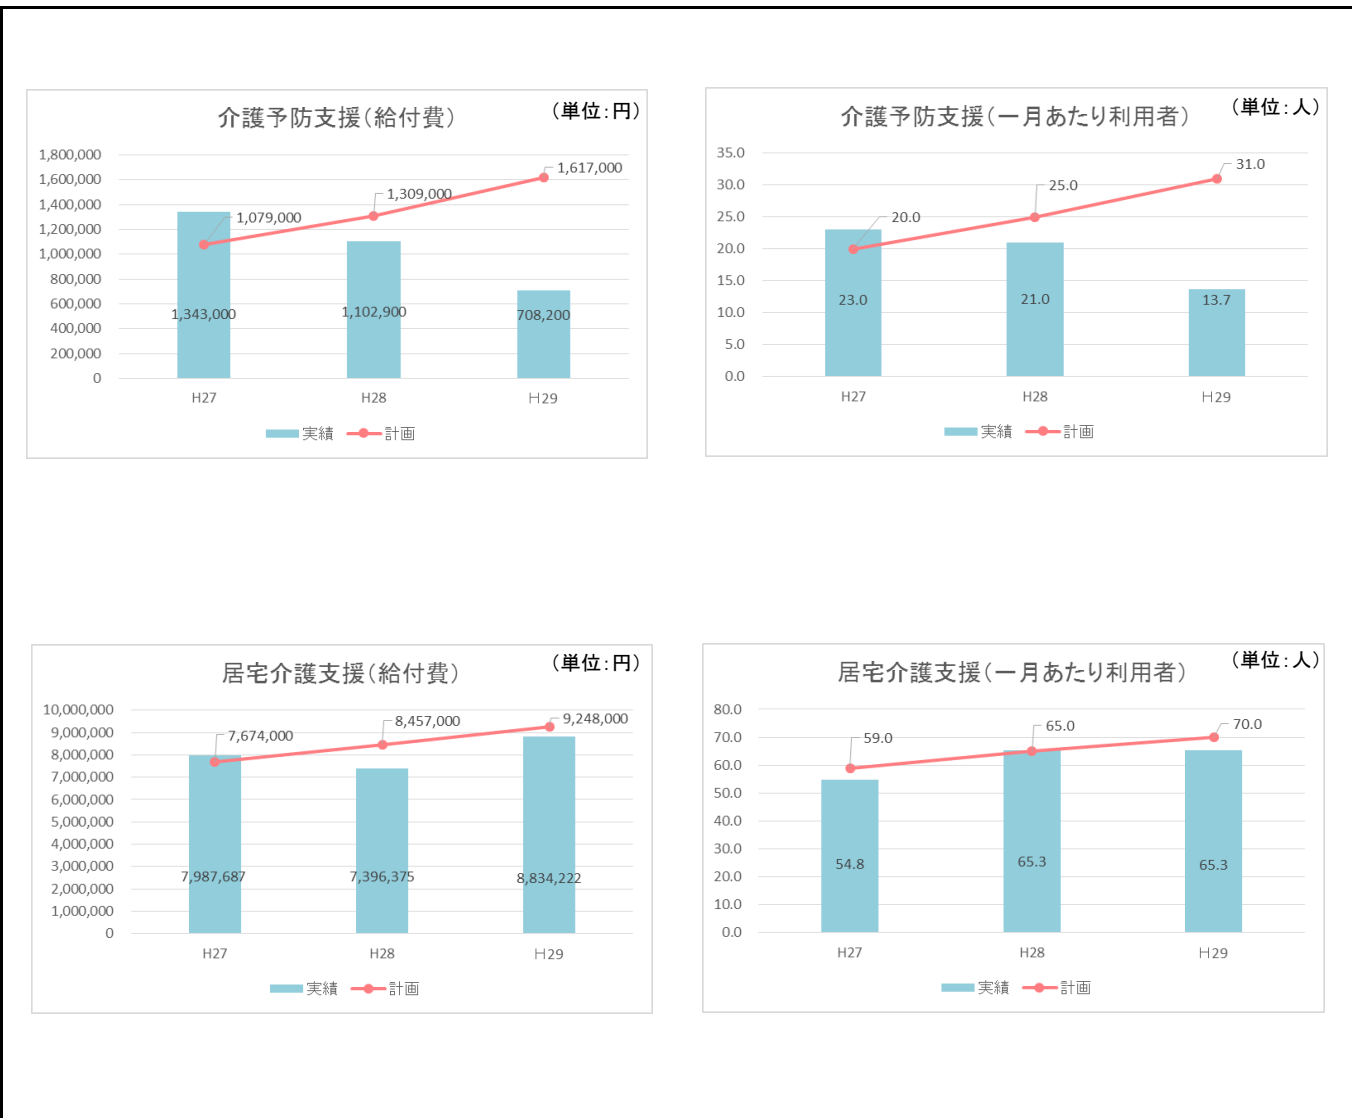 介護予防支援(給付費)
(単位:円)
1,800,000
1,600,000
1,400,000
1,200,000
1,000,000
800,000
600,000
400,000
200,000
0
1,079,000
1,309,000
1,617,000
1,343,000
1,102,900
708,200
H27
H28
H29
実績
計画
介護予防支援(一月あたり利用者)
(単位:人)
35.0
30.0
25.0
20.0
15.0
10.0
5.0
0.0
20.0
25.0
31.0
23.0
21.0
13.7
H27
H28
H29
実績
計画
居宅介護支援(給付費)
(単位:円)
10,000,000
9,000,000
8,000,000
7,000,000
6,000,000
5,000,000
4,000,000
3,000,000
2,000,000
1,000,000
0
7,674,000
8,457,000
9,248,000
7,987,687
7,396,375
8,834,222
H27
H28
H29
実績
計画
居宅介護支援(一月あたり利用者)
(単位:人)
80.0
70.0
60.0
50.0
40.0
30.0
20.0
10.0
0.0
59.0
65.0
70.0
54.8
65.3
65.3
H27
H28
H29
実績
計画